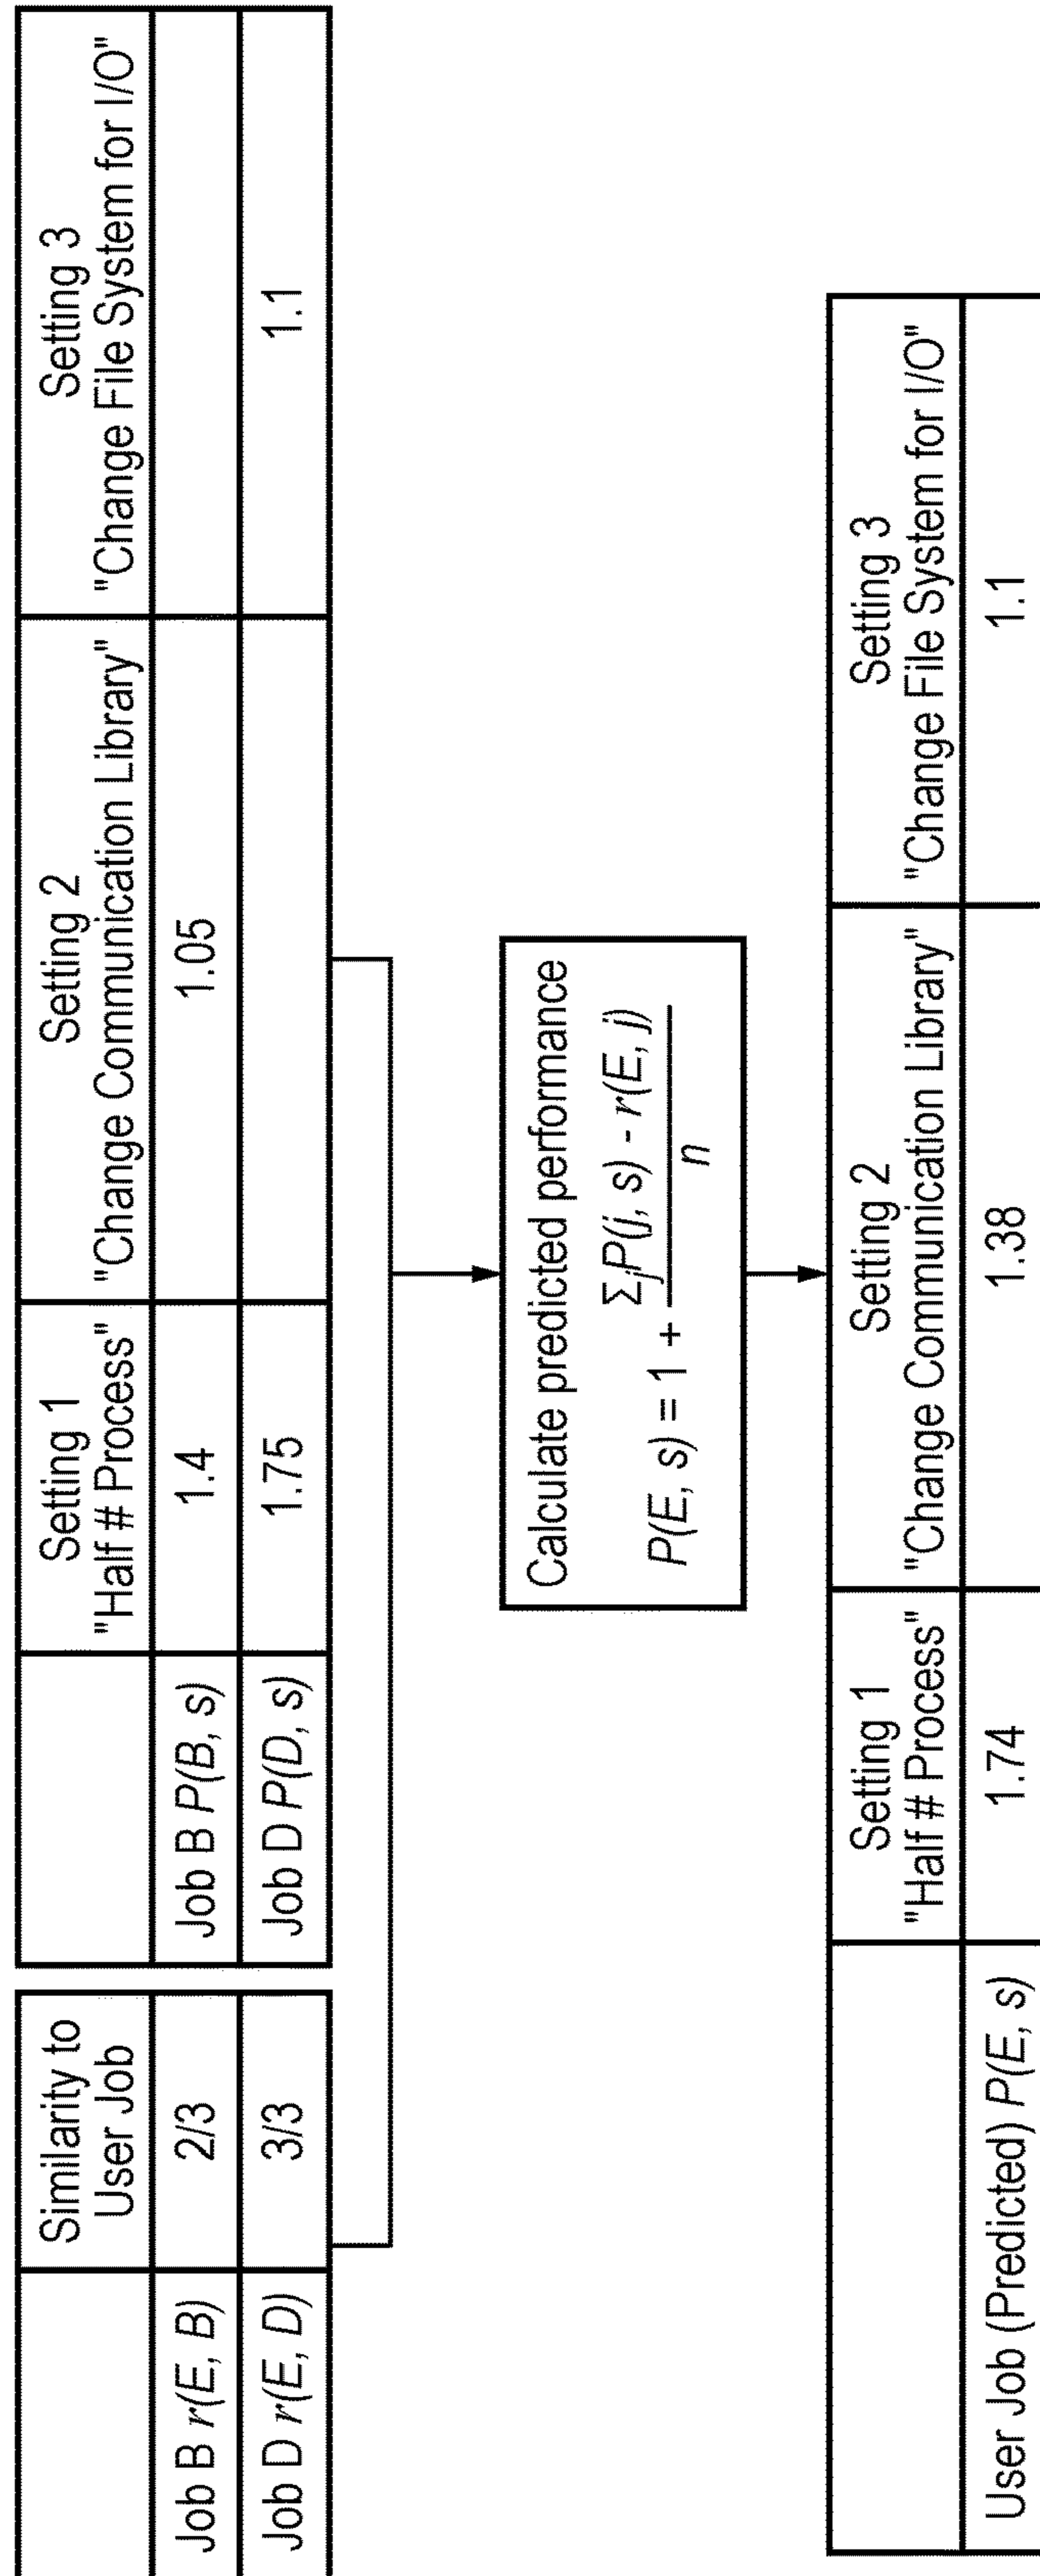 Similarity to
User Job
Job B r(E, B)
2/3
Job D r(E, D)
3/3
Setting 1
"Half # Process"
Setting 2
"Change Communication Library"
Setting 3
"Change File System for I/O"
Job B P(B, s)
1.4
1.05
Job D P(D, s)
1.75
1.1
Calculate predicted performance
P(E, s) = 1 + Σj P(j, s) - r(E, j) / n
Setting 1
"Half # Process"
Setting 2
"Change Communication Library"
Setting 3
"Change File System for I/O"
User Job (Predicted) P(E, s)
1.74
1.38
1.1